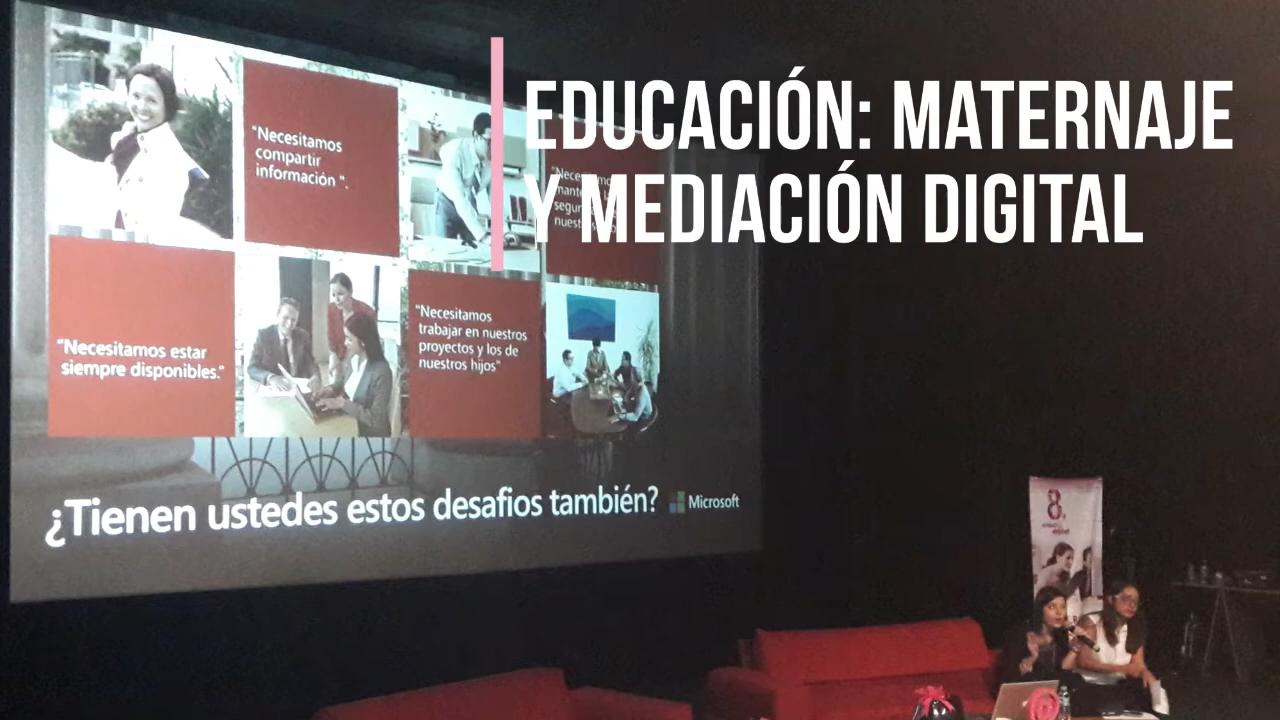 EDUCACIÓN: MATERNAJE
Y MEDIACIÓN DIGITAL
"Necesitamos
compartir
información ".
"Necesitamos estar
siempre disponibles."
"Necesitamos
trabajar en nuestros
proyectos y los de
nuestros hijos"
¿Tienen ustedes estos desafios también?
Microsoft
8